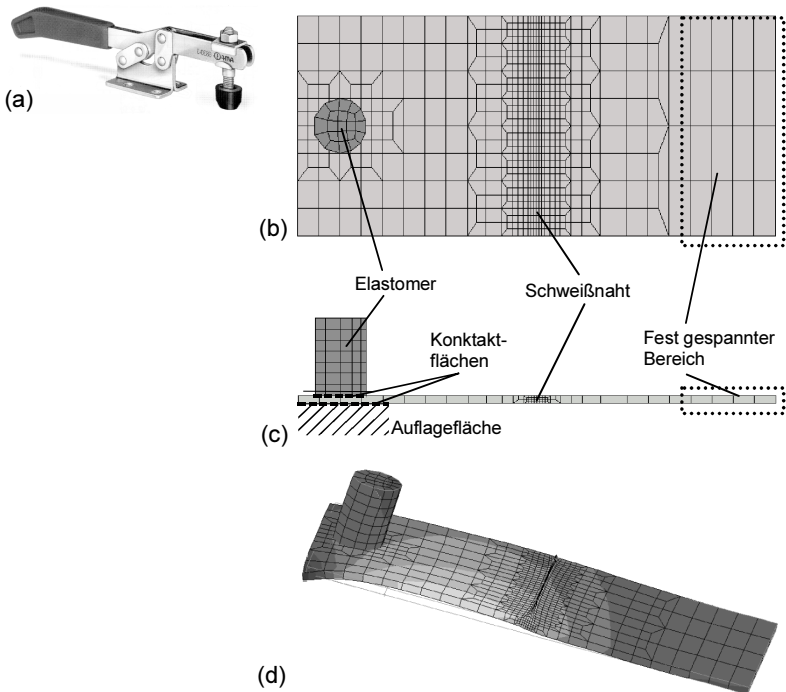 (a)
(b)
Elastomer
Schweißnaht
Konktakt-
flächen
Fest gespannter
Bereich
(c)
Auflagefläche
(d)